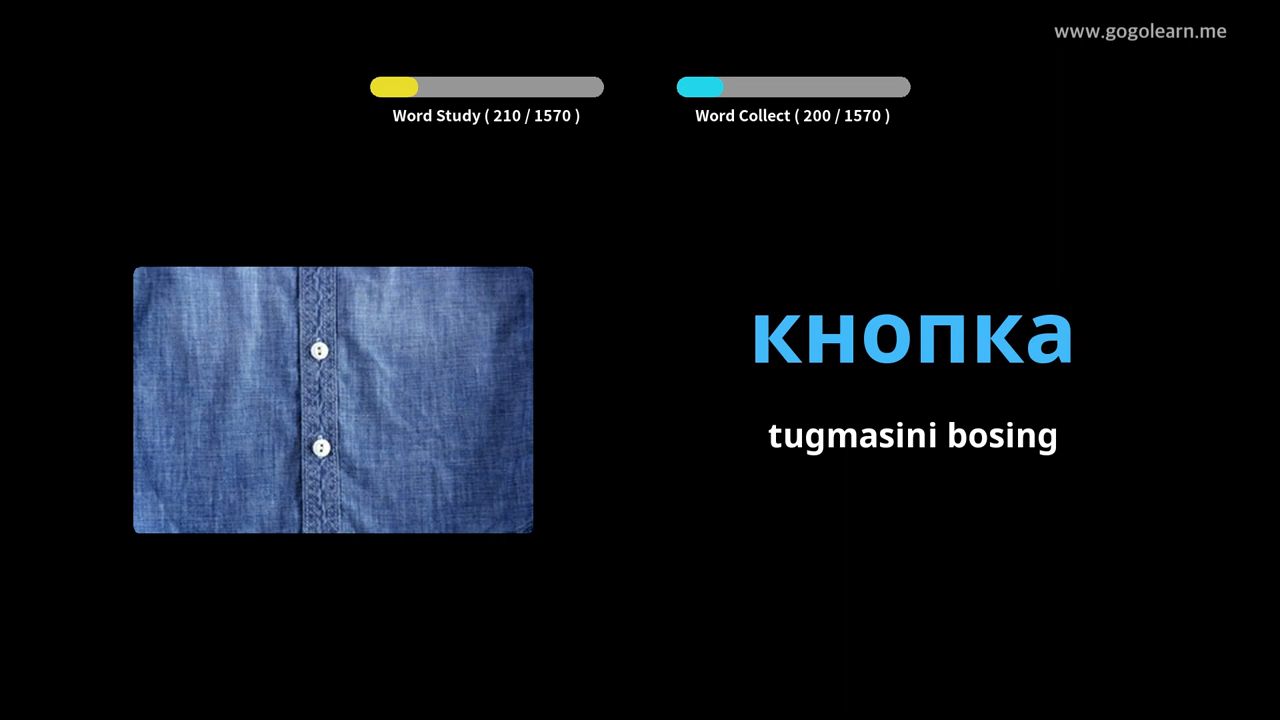 www.gogolearn.me
Word Study ( 210 / 1570 )
Word Collect ( 200 / 1570 )
кнопка
tugmasini bosing